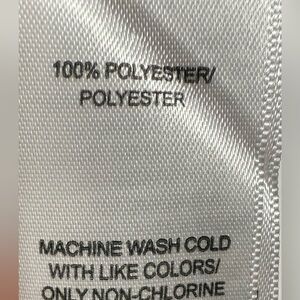 100% POLYESTER/
POLYESTER
MACHINE WASH COLD
WITH LIKE COLORS/
ONLY NON-CHLORINE